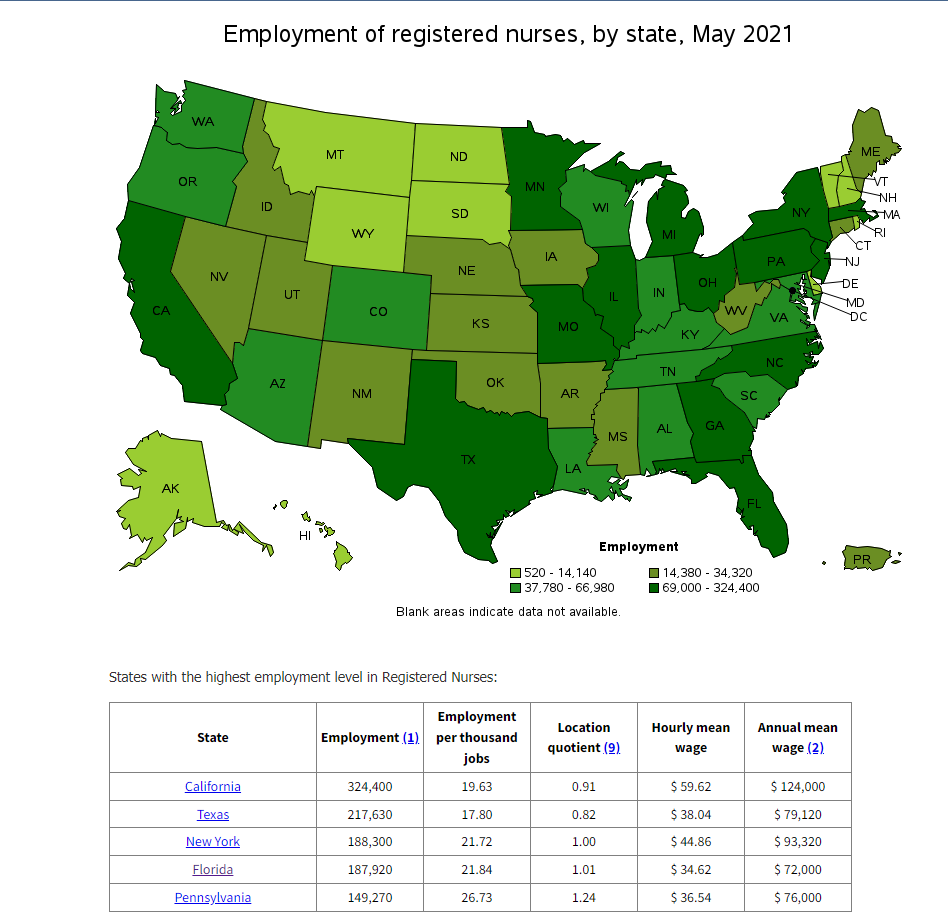 Employment of registered nurses, by state, May 2021
WA
MT
ND
MN
ME
OR
ID
SD
WI
VT
NH
WY
MI
NY
MA
RI
CT
NV
UT
NE
IA
PA
NJ
CO
KS
MO
IL
IN
OH
DE
MD
DC
CA
WV
VA
KY
AZ
NM
OK
AR
TN
NC
SC
MS
AL
GA
TX
LA
FL
AK
HI
PR
Employment
520 - 14,140 14,380 - 34,320
37,780 - 66,980 69,000 - 324,400
Blank areas indicate data not available.
States with the highest employment level in Registered Nurses:
State Employment (1) Employment per thousand jobs Location quotient (9) Hourly mean wage Annual mean wage (2)
California 324,400 19.63 0.91 $ 59.62 $ 124,000
Texas 217,630 17.80 0.82 $ 38.04 $ 79,120
New York 188,300 21.72 1.00 $ 44.86 $ 93,320
Florida 187,920 21.84 1.01 $ 34.62 $ 72,000
Pennsylvania 149,270 26.73 1.24 $ 36.54 $ 76,000